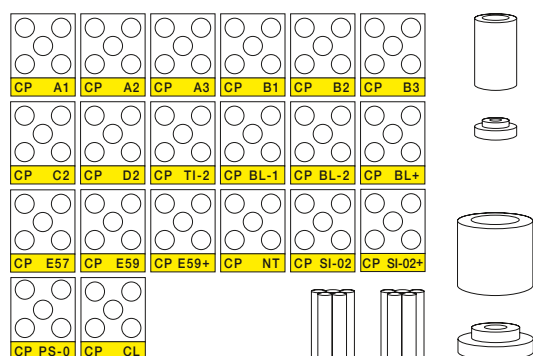 CP A1 CP A2 CP A3 CP B1 CP B2 CP B3
CP C2 CP D2 CP TI-2 CP BL-1 CP BL-2 CP BL+
CP E57 CP E59 CP E59+ CP NT CP SI-02 CP SI-02+
CP PS-0 CP CL